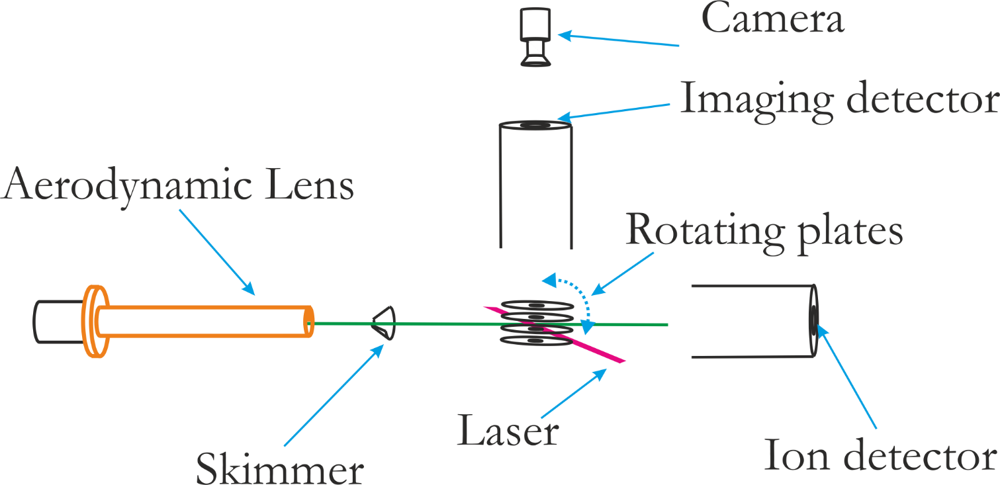 Camera
Imaging detector
Aerodynamic Lens
Rotating plates
Laser
Ion detector
Skimmer